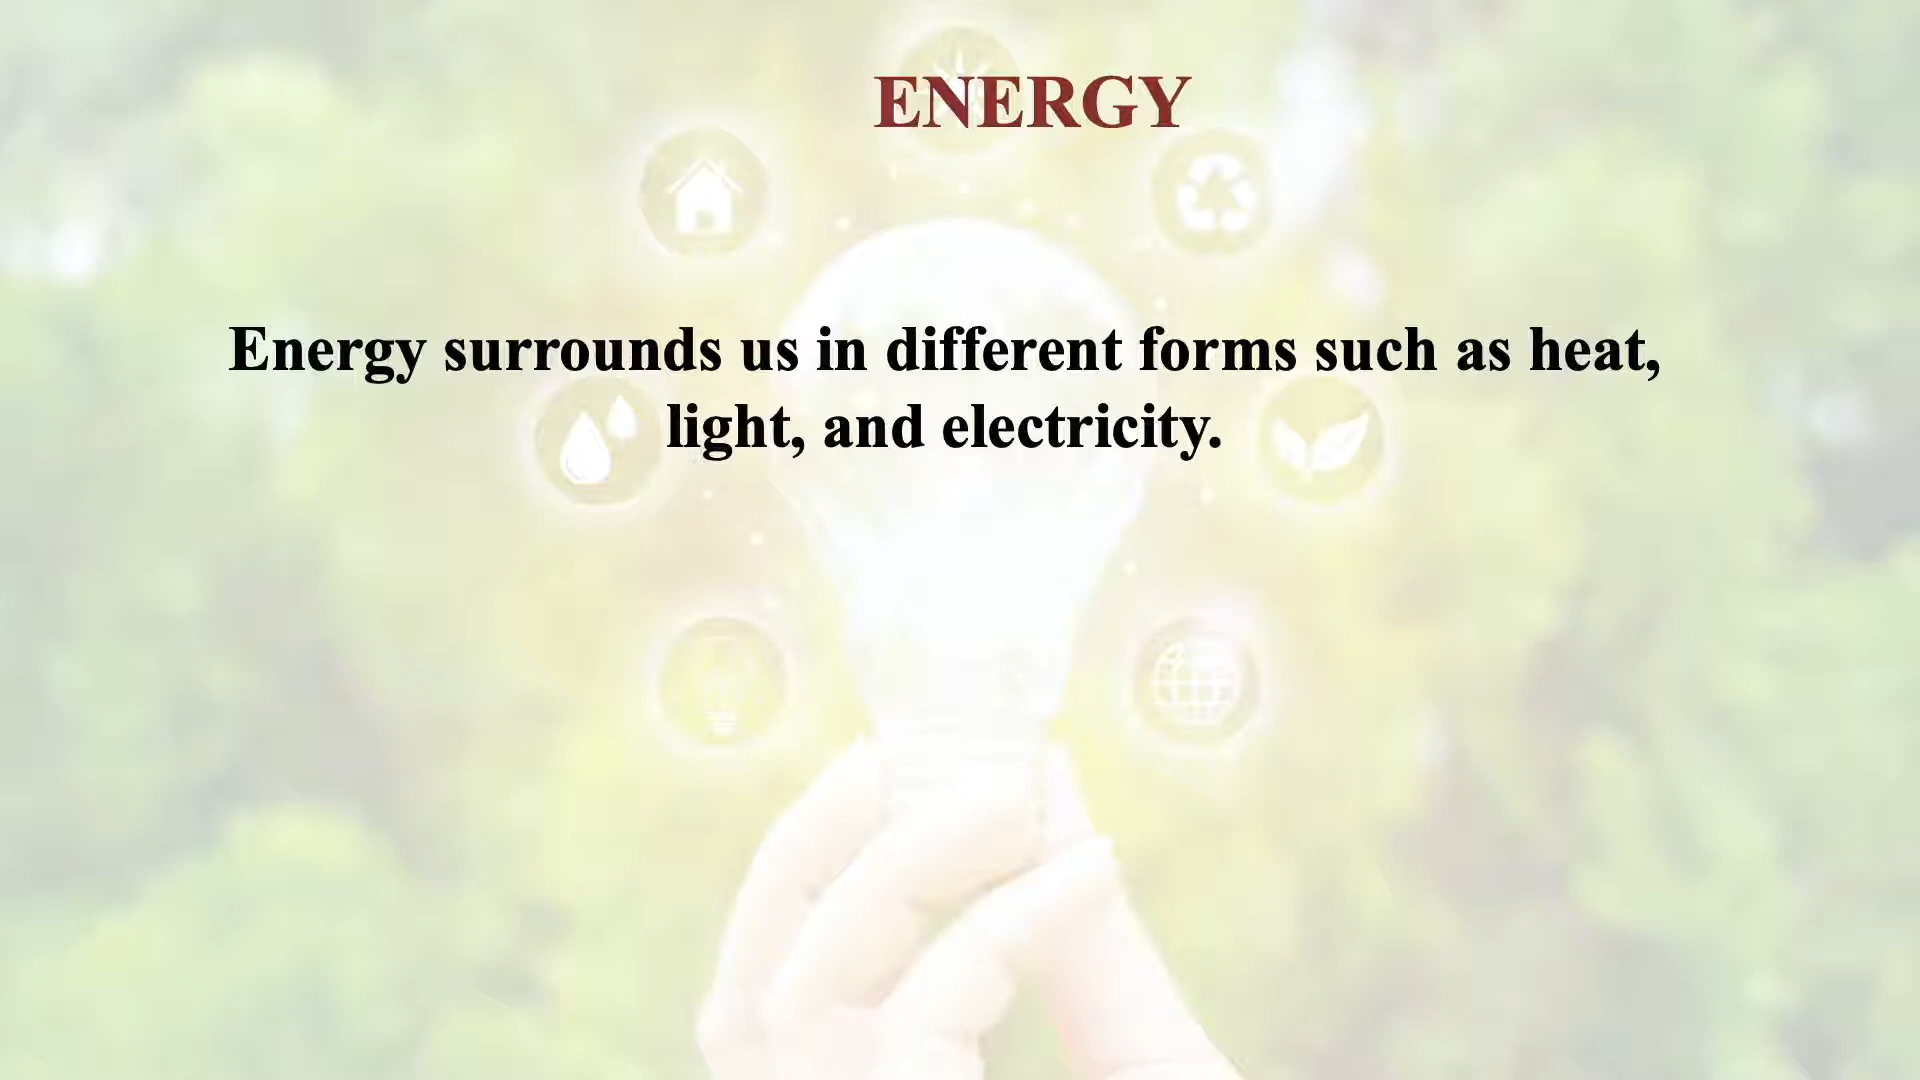 ENERGY
Energy surrounds us in different forms such as heat,
light, and electricity.